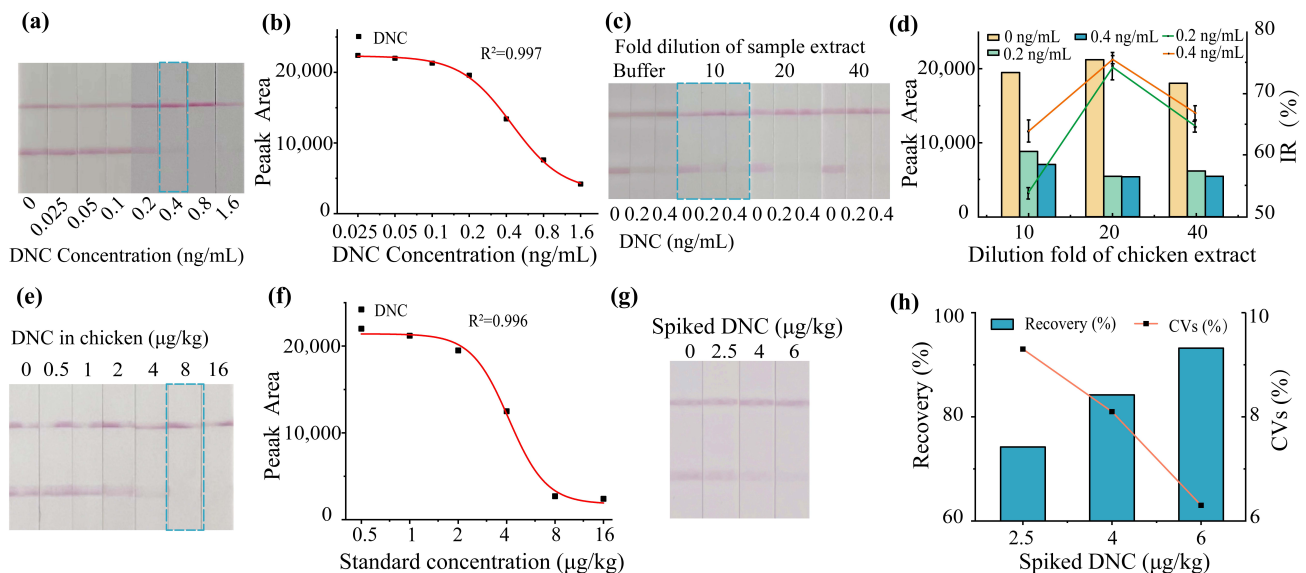 (a)
0
0.025
0.05
0.1
0.2
0.4
0.8
1.6
DNC Concentration (ng/mL)
(b)
DNC
R²=0.997
Peaak Area
20,000
10,000
0
0.025 0.05 0.1 0.2 0.4 0.8 1.6
DNC Concentration (ng/mL)
(c)
Fold dilution of sample extract
Buffer 10 20 40
0 0.2 0.4 0 0.2 0.4 0 0.2 0.4 0 0.2 0.4
DNC (ng/mL)
(d)
0 ng/mL 0.4 ng/mL 0.2 ng/mL
0.2 ng/mL 0.4 ng/mL
Peaak Area
20,000
10,000
0
80
70
60
50
IR (%)
10 20 40
Dilution fold of chicken extract
(e)
DNC in chicken (μg/kg)
0 0.5 1 2 4 8 16
(f)
DNC
R²=0.996
Peaak Area
20,000
10,000
0
0.5 1 2 4 8 16
Standard concentration (μg/kg)
(g)
Spiked DNC (μg/kg)
0 2.5 4 6
(h)
Recovery (%) CVs (%)
Recovery (%)
100
80
60
10
8
6
CVs (%)
2.5 4 6
Spiked DNC (μg/kg)